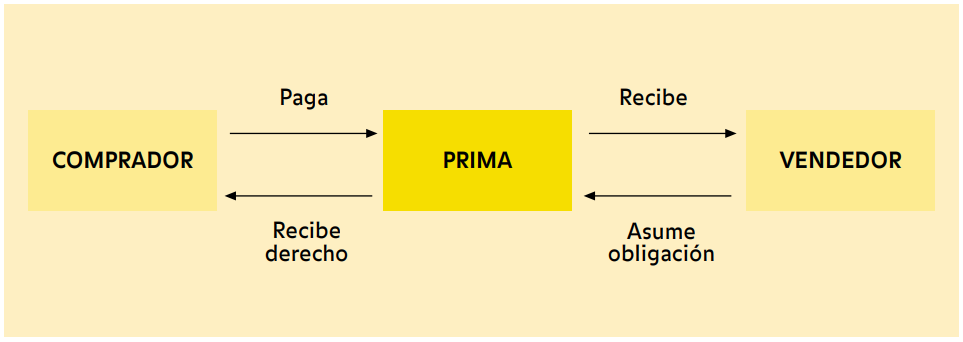 Paga
Recibe
COMPRADOR
PRIMA
VENDEDOR
Recibe
derecho
Asume
obligación